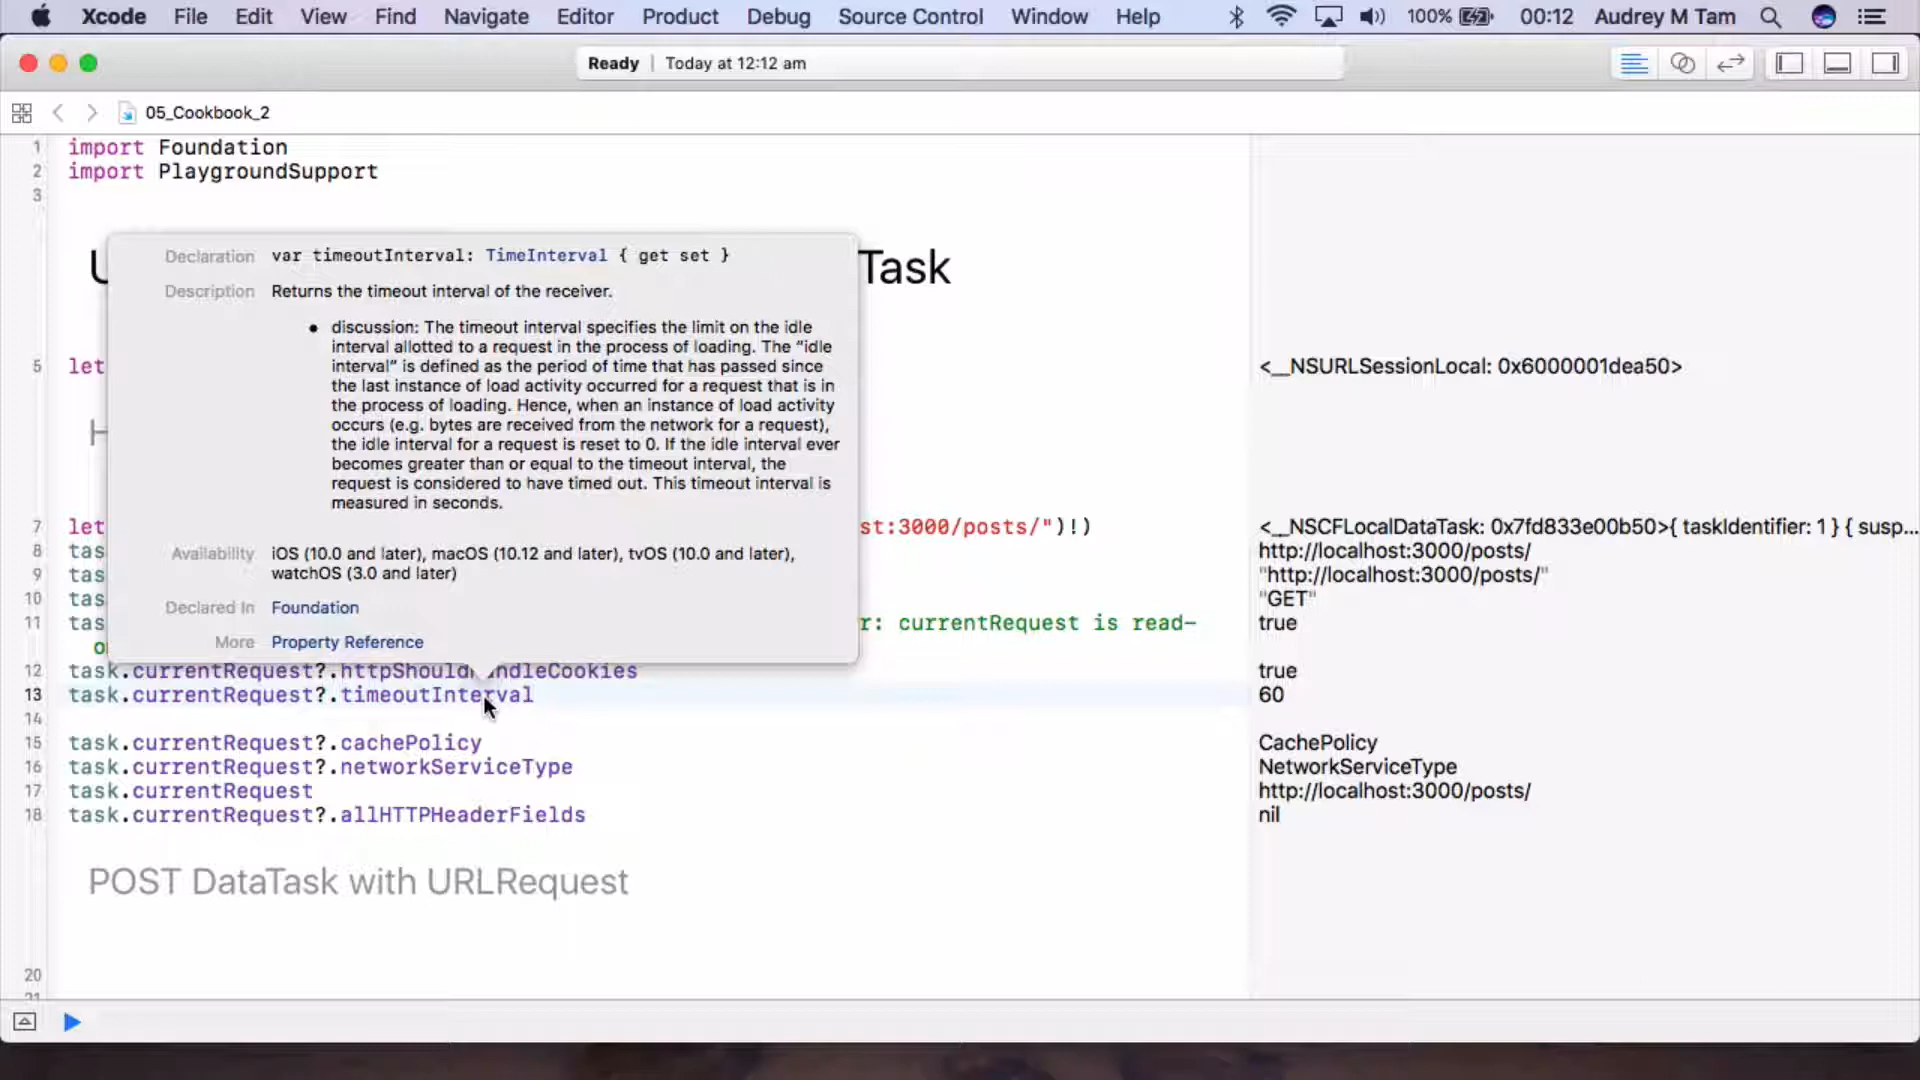 Xcode File Edit View Find Navigate Editor Product Debug Source Control Window Help 100% 00:12 Audrey M Tam
Ready | Today at 12:12 am
05_Cookbook_2
1 import Foundation
2 import PlaygroundSupport
3
Task
Declaration var timeoutInterval: TimeInterval { get set }
Description Returns the timeout interval of the receiver.
• discussion: The timeout interval specifies the limit on the idle
interval allotted to a request in the process of loading. The “idle
interval” is defined as the period of time that has passed since
the last instance of load activity occurred for a request that is in
the process of loading. Hence, when an instance of load activity
occurs (e.g. bytes are received from the network for a request),
the idle interval for a request is reset to 0. If the idle interval ever
becomes greater than or equal to the timeout interval, the
request is considered to have timed out. This timeout interval is
measured in seconds.
Availability iOS (10.0 and later), macOS (10.12 and later), tvOS (10.0 and later),
watchOS (3.0 and later)
Declared In Foundation
More Property Reference
5 let <__NSURLSessionLocal: 0x6000001dea50>
7 let st:3000/posts/")!) <__NSCFLocalDataTask: 0x7fd833e00b50>{ taskIdentifier: 1 } { susp...
8 tas http://localhost:3000/posts/
9 tas "http://localhost:3000/posts/"
10 tas "GET"
11 tas r: currentRequest is read- true
12 task.currentRequest?. true
13 task.currentRequest?.timeoutInterval 60
14
15 task.currentRequest?.cachePolicy CachePolicy
16 task.currentRequest?.networkServiceType NetworkServiceType
17 task.currentRequest http://localhost:3000/posts/
18 task.currentRequest?.allHTTPHeaderFields nil
POST DataTask with URLRequest
20